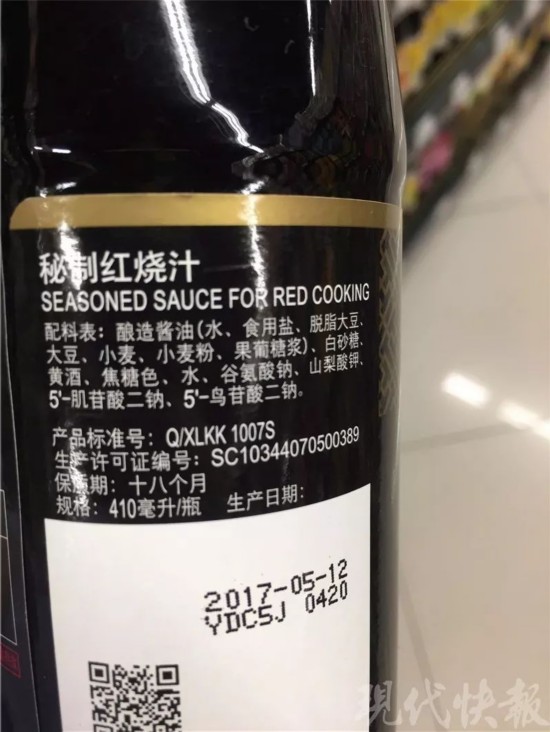 秘制红烧汁
SEASONED SAUCE FOR RED COOKING
配料表：酿造酱油(水、食用盐、脱脂大豆、
大豆、小麦、小麦粉、果葡糖浆)、白砂糖、
黄酒、焦糖色、水、谷氨酸钠、山梨酸钾、
5'-肌苷酸二钠、5'-鸟苷酸二钠。
产品标准号：Q/XLKK 1007S
生产许可证编号：SC10344070500389
保质期：十八个月
规格：410毫升/瓶 生产日期：
2017-05-12
YDC5J 0420
現代快報